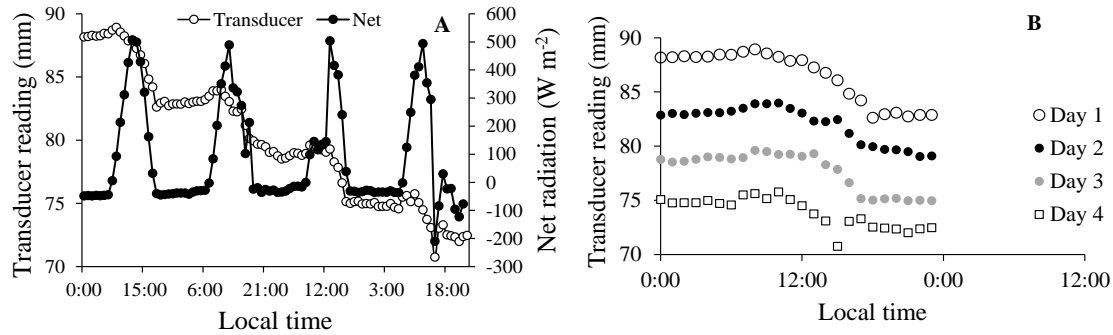 Transducer Net A
Transducer reading (mm)
90
85
80
75
70
600
500
400
300
200
100
0
-100
-200
-300
Net radiation (W m-2)
0:00 15:00 6:00 21:00 12:00 3:00 18:00
Local time
B
Transducer reading (mm)
90
85
80
75
70
Day 1
Day 2
Day 3
Day 4
0:00 12:00 0:00 12:00
Local time